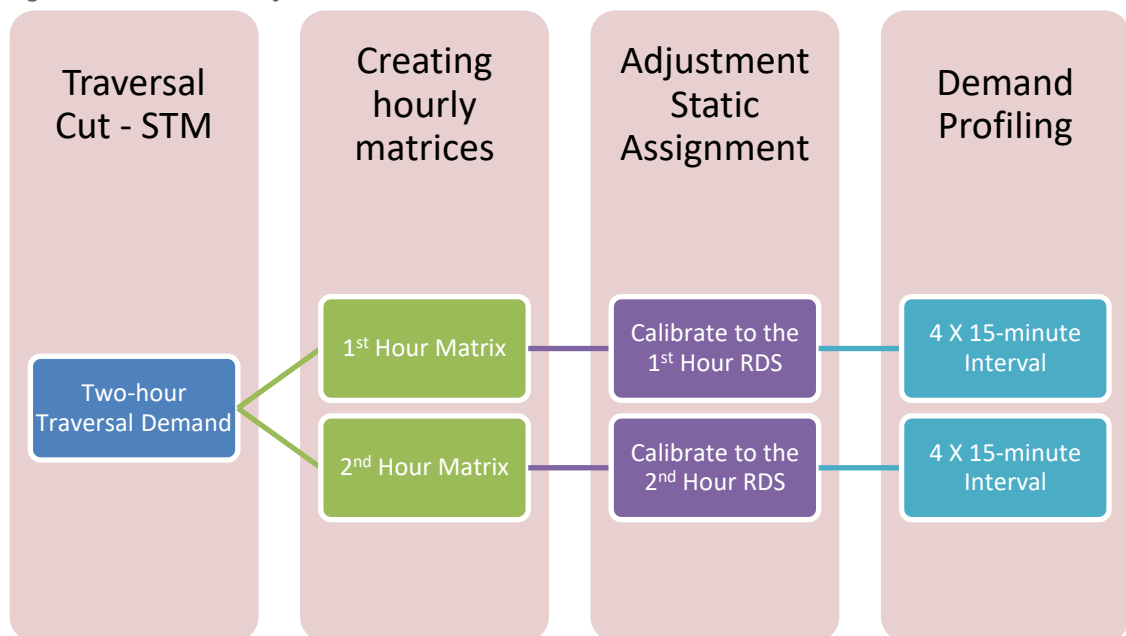 Traversal
Cut - STM
Creating
hourly
matrices
Adjustment
Static
Assignment
Demand
Profiling
Two-hour
Traversal Demand
1st Hour Matrix
2nd Hour Matrix
Calibrate to the
1st Hour RDS
Calibrate to the
2nd Hour RDS
4 X 15-minute
Interval
4 X 15-minute
Interval